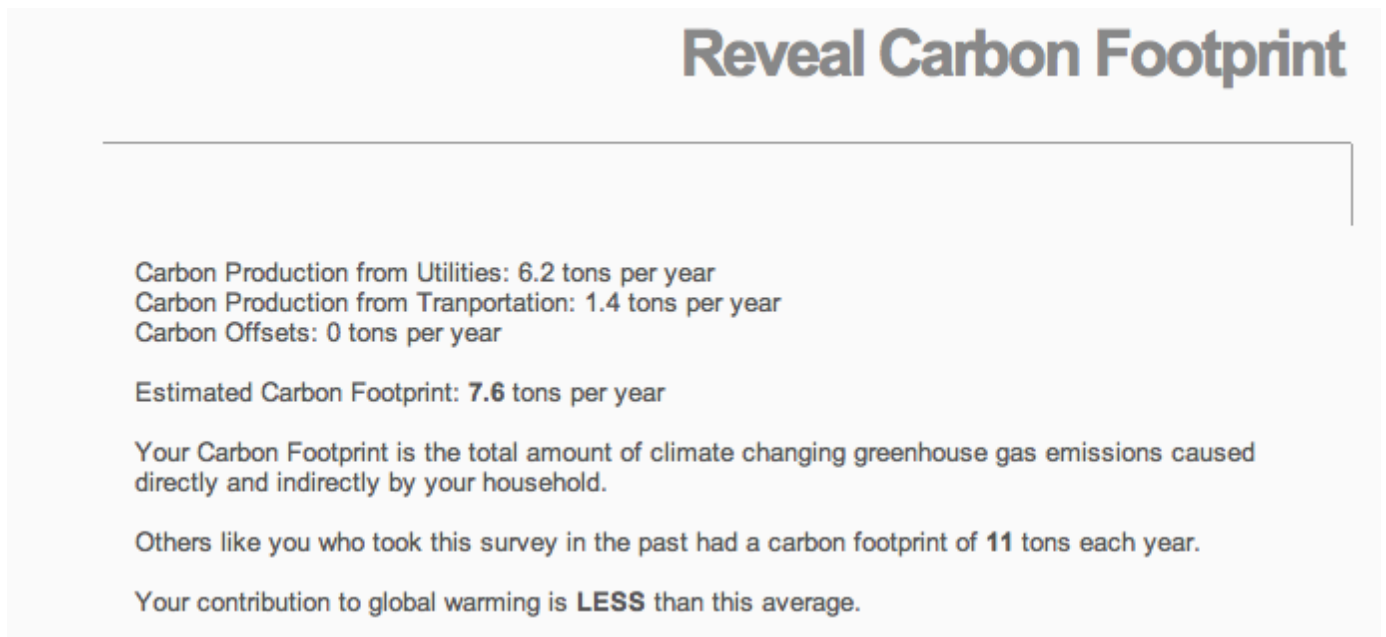 Reveal Carbon Footprint
Carbon Production from Utilities: 6.2 tons per year
Carbon Production from Tranportation: 1.4 tons per year
Carbon Offsets: 0 tons per year
Estimated Carbon Footprint: 7.6 tons per year
Your Carbon Footprint is the total amount of climate changing greenhouse gas emissions caused
directly and indirectly by your household.
Others like you who took this survey in the past had a carbon footprint of 11 tons each year.
Your contribution to global warming is LESS than this average.